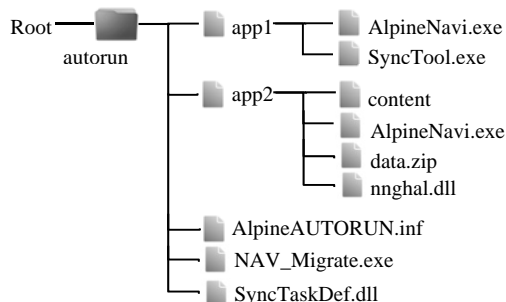 Root
autorun
app1
AlpineNavi.exe
SyncTool.exe
app2
content
AlpineNavi.exe
data.zip
nnghal.dll
AlpineAUTORUN.inf
NAV_Migrate.exe
SyncTaskDef.dll